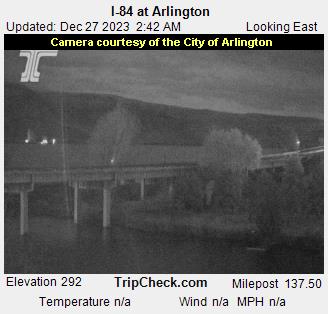 I-84 at Arlington
Updated: Dec 27 2023 2:42 AM Looking East
Camera courtesy of the City of Arlington
Elevation 292 TripCheck.com Milepost 137.50
Temperature n/a Wind n/a MPH n/a